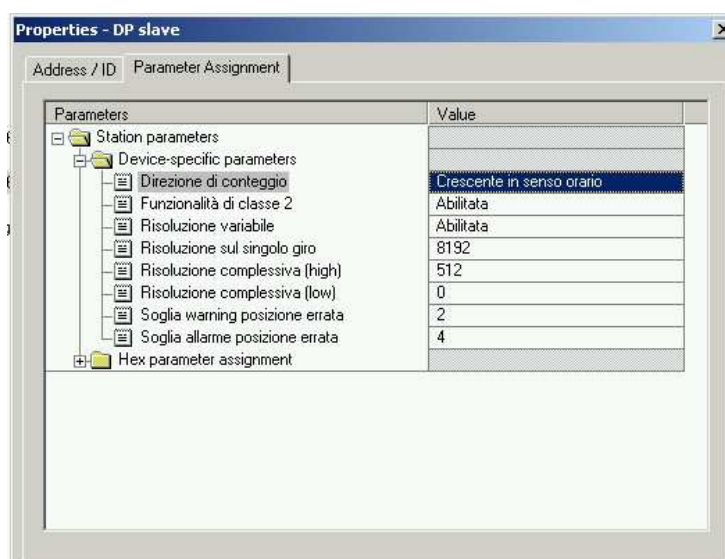 Properties - DP slave
Address / ID Parameter Assignment
Parameters Value
Station parameters
Device-specific parameters
Direzione di conteggio Crescente in senso orario
Funzionalità di classe 2 Abilitata
Risoluzione variabile Abilitata
Risoluzione sul singolo giro 8192
Risoluzione complessiva (high) 512
Risoluzione complessiva (low) 0
Soglia warning posizione errata 2
Soglia allarme posizione errata 4
Hex parameter assignment